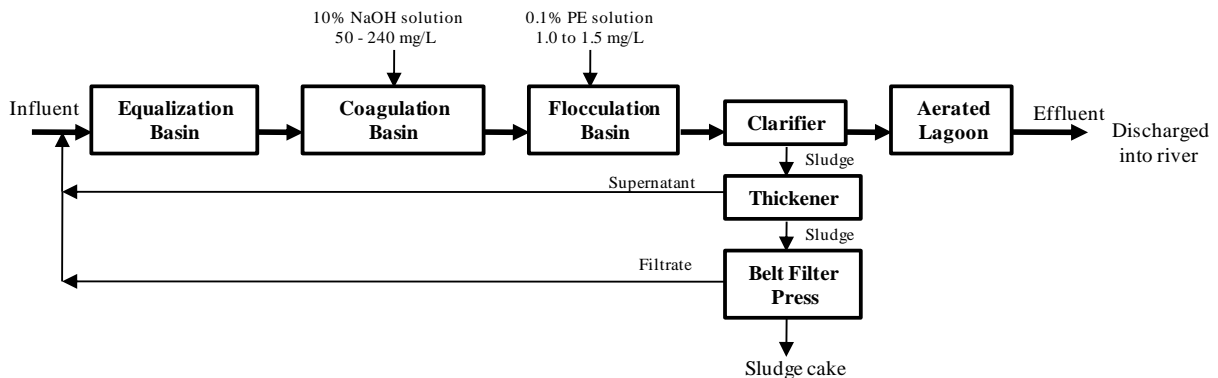 10% NaOH solution
50 - 240 mg/L
0.1% PE solution
1.0 to 1.5 mg/L
Influent
Equalization
Basin
Coagulation
Basin
Flocculation
Basin
Clarifier
Aerated
Lagoon
Effluent
Discharged
into river
Sludge
Supernatant
Thickener
Sludge
Filtrate
Belt Filter
Press
Sludge cake